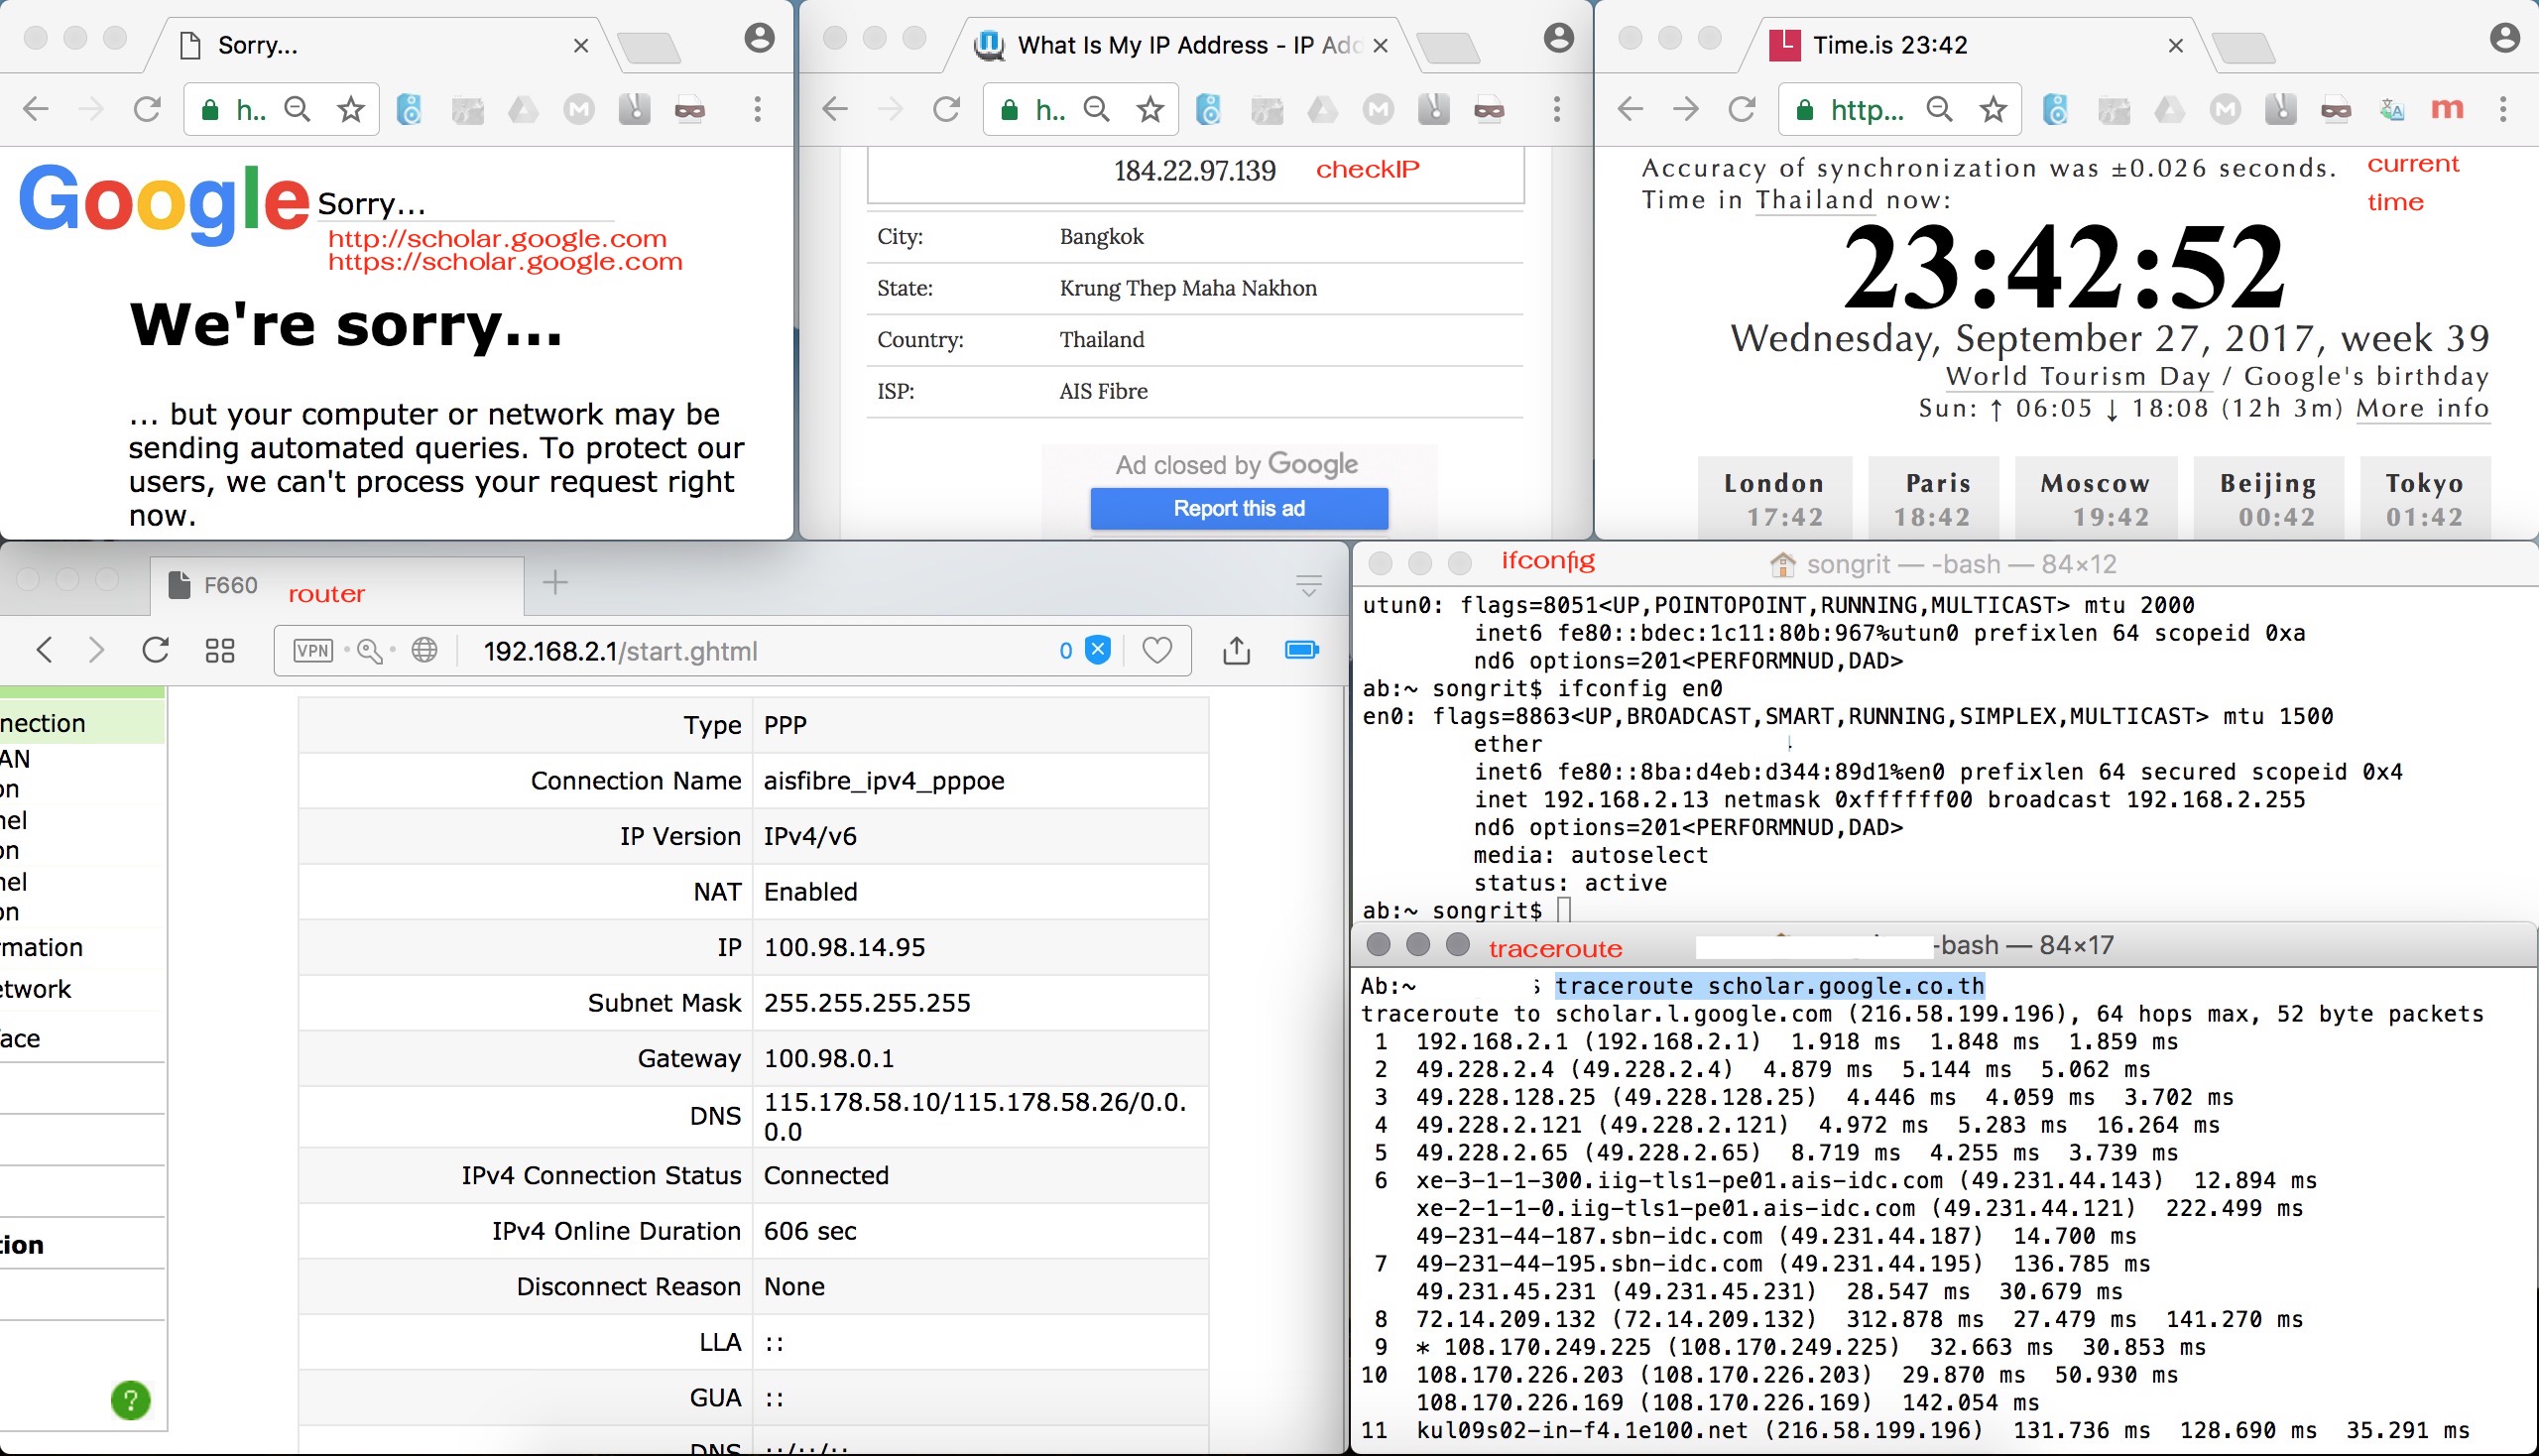 Sorry...
h..
Google Sorry...
http://scholar.google.com
https://scholar.google.com
We're sorry...
... but your computer or network may be
sending automated queries. To protect our
users, we can't process your request right
now.
What Is My IP Address - IP Add
h..
184.22.97.139 checkIP
City: Bangkok
State: Krung Thep Maha Nakhon
Country: Thailand
ISP: AIS Fibre
Ad closed by Google
Report this ad
Time.is 23:42
http...
Accuracy of synchronization was ±0.026 seconds.
Time in Thailand now:
current
time
23:42:52
Wednesday, September 27, 2017, week 39
World Tourism Day / Google's birthday
Sun: ↑ 06:05 ↓ 18:08 (12h 3m) More info
London Paris Moscow Beijing Tokyo
17:42 18:42 19:42 00:42 01:42
F660 router
VPN 192.168.2.1/start.ghtml 0
nection
AN
on
nel
on
nel
on
rmation
etwork
face
tion
?
Type PPP
Connection Name aisfibre_ipv4_pppoe
IP Version IPv4/v6
NAT Enabled
IP 100.98.14.95
Subnet Mask 255.255.255.255
Gateway 100.98.0.1
DNS 115.178.58.10/115.178.58.26/0.0.
0.0
IPv4 Connection Status Connected
IPv4 Online Duration 606 sec
Disconnect Reason None
LLA ::
GUA ::
DNS ::/::/::
ifconfig songrit — -bash — 84×12
utun0: flags=8051<UP,POINTOPOINT,RUNNING,MULTICAST> mtu 2000
inet6 fe80::bdec:1c11:80b:967%utun0 prefixlen 64 scopeid 0xa
nd6 options=201<PERFORMNUD,DAD>
ab:~ songrit$ ifconfig en0
en0: flags=8863<UP,BROADCAST,SMART,RUNNING,SIMPLEX,MULTICAST> mtu 1500
ether
inet6 fe80::8ba:d4eb:d344:89d1%en0 prefixlen 64 secured scopeid 0x4
inet 192.168.2.13 netmask 0xffffff00 broadcast 192.168.2.255
nd6 options=201<PERFORMNUD,DAD>
media: autoselect
status: active
ab:~ songrit$
traceroute -bash — 84×17
Ab:~ traceroute scholar.google.co.th
traceroute to scholar.l.google.com (216.58.199.196), 64 hops max, 52 byte packets
1 192.168.2.1 (192.168.2.1) 1.918 ms 1.848 ms 1.859 ms
2 49.228.2.4 (49.228.2.4) 4.879 ms 5.144 ms 5.062 ms
3 49.228.128.25 (49.228.128.25) 4.446 ms 4.059 ms 3.702 ms
4 49.228.2.121 (49.228.2.121) 4.972 ms 5.283 ms 16.264 ms
5 49.228.2.65 (49.228.2.65) 8.719 ms 4.255 ms 3.739 ms
6 xe-3-1-1-300.iig-tls1-pe01.ais-idc.com (49.231.44.143) 12.894 ms
xe-2-1-1-0.iig-tls1-pe01.ais-idc.com (49.231.44.121) 222.499 ms
49-231-44-187.sbn-idc.com (49.231.44.187) 14.700 ms
7 49-231-44-195.sbn-idc.com (49.231.44.195) 136.785 ms
49.231.45.231 (49.231.45.231) 28.547 ms 30.679 ms
8 72.14.209.132 (72.14.209.132) 312.878 ms 27.479 ms 141.270 ms
9 * 108.170.249.225 (108.170.249.225) 32.663 ms 30.853 ms
10 108.170.226.203 (108.170.226.203) 29.870 ms 50.930 ms
108.170.226.169 (108.170.226.169) 142.054 ms
11 kul09s02-in-f4.1e100.net (216.58.199.196) 131.736 ms 128.690 ms 35.291 ms